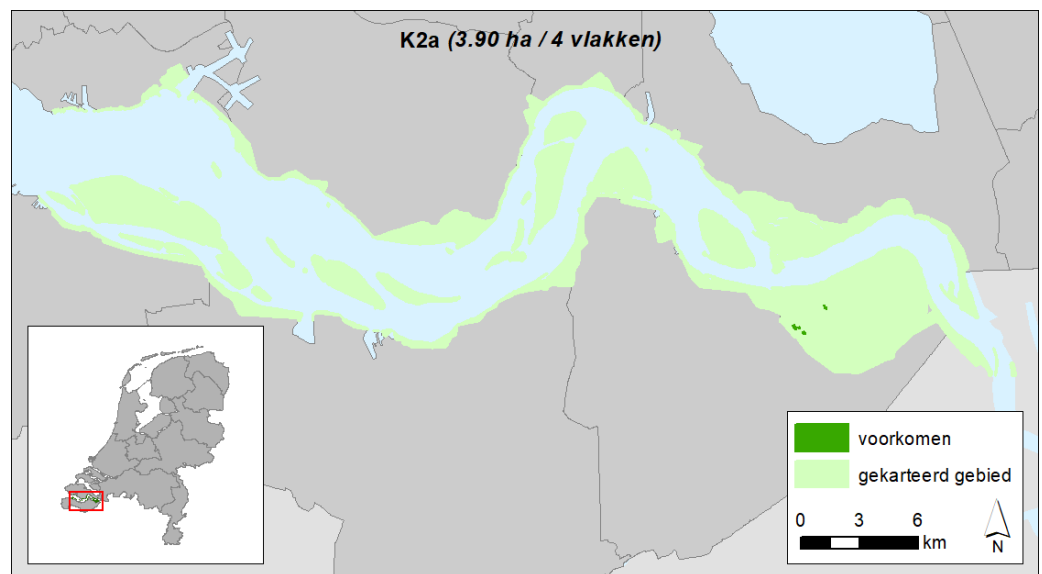 K2a (3.90 ha / 4 vlakken)
voorkomen
gekarteerd gebied
0 3 6
km
N